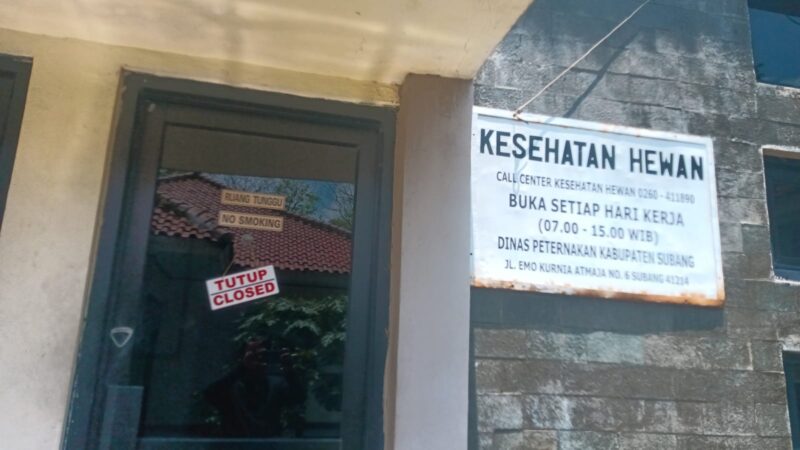 RUANG TUNGGU
NO SMOKING
TUTUP
CLOSED
KESEHATAN HEWAN
CALL CENTER KESEHATAN HEWAN 0260 - 411890
BUKA SETIAP HARI KERJA
(07.00 - 15.00 WIB)
DINAS PETERNAKAN KABUPATEN SUBANG
JL. EMO KURNIA ATMAJA NO. 6 SUBANG 41214